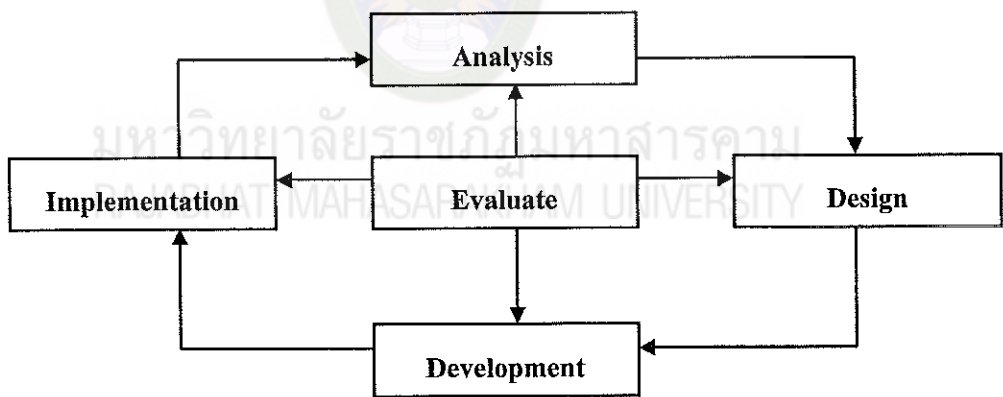 Analysis
มหาวิทยาลัยราชภัฏมหาสารคาม
Implementation
Evaluate
Design
RAJABHAT MAHASARAKHAM UNIVERSITY
Development